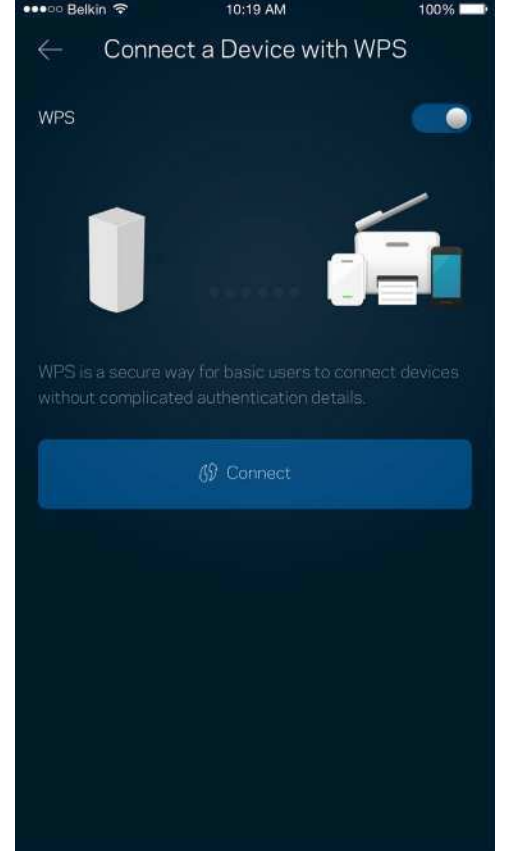 Belkin 10:19 AM 100%
Connect a Device with WPS
WPS
WPS is a secure way for basic users to connect devices
without complicated authentication details.
Connect